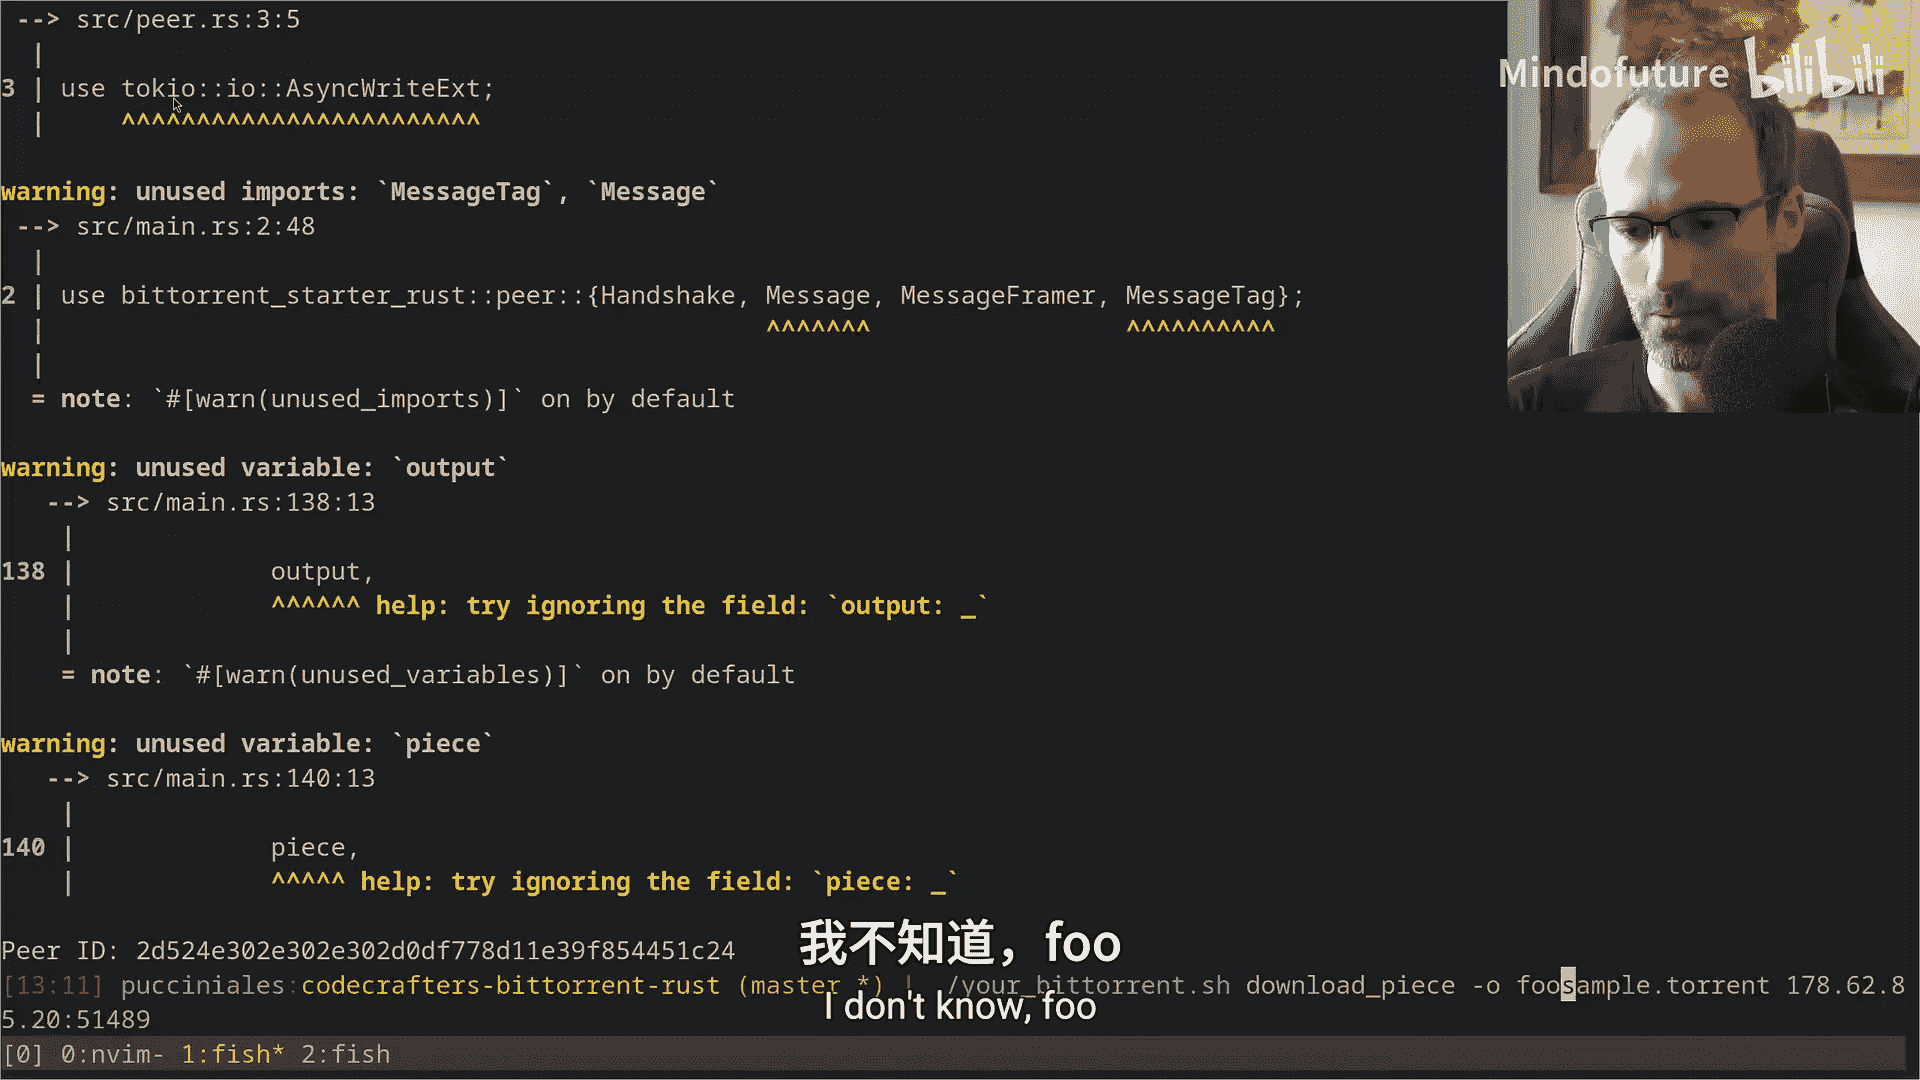 --> src/peer.rs:3:5
|
3 | use tokio::io::AsyncWriteExt;
| ^^^^^^^^^^^^^^^^^^^^^^^^
Mindofuture bilibili
warning: unused imports: `MessageTag`, `Message`
--> src/main.rs:2:48
|
2 | use bittorrent_starter_rust::peer::{Handshake, Message, MessageFramer, MessageTag};
| ^^^^^^^ ^^^^^^^^^^
|
= note: `#[warn(unused_imports)]` on by default
warning: unused variable: `output`
--> src/main.rs:138:13
|
138 | output,
| ^^^^^^ help: try ignoring the field: `output: _`
|
= note: `#[warn(unused_variables)]` on by default
warning: unused variable: `piece`
--> src/main.rs:140:13
|
140 | piece,
| ^^^^^ help: try ignoring the field: `piece: _`
Peer ID: 2d524e302e302e302d0df778d11e39f854451c24
我不知道，foo
[13:11] pucciniales:codecrafters-bittorrent-rust (master *) | ./your_bittorrent.sh download_piece -o foosample.torrent 178.62.8
I don't know, foo
5.20:51489
[0] 0:nvim- 1:fish* 2:fish